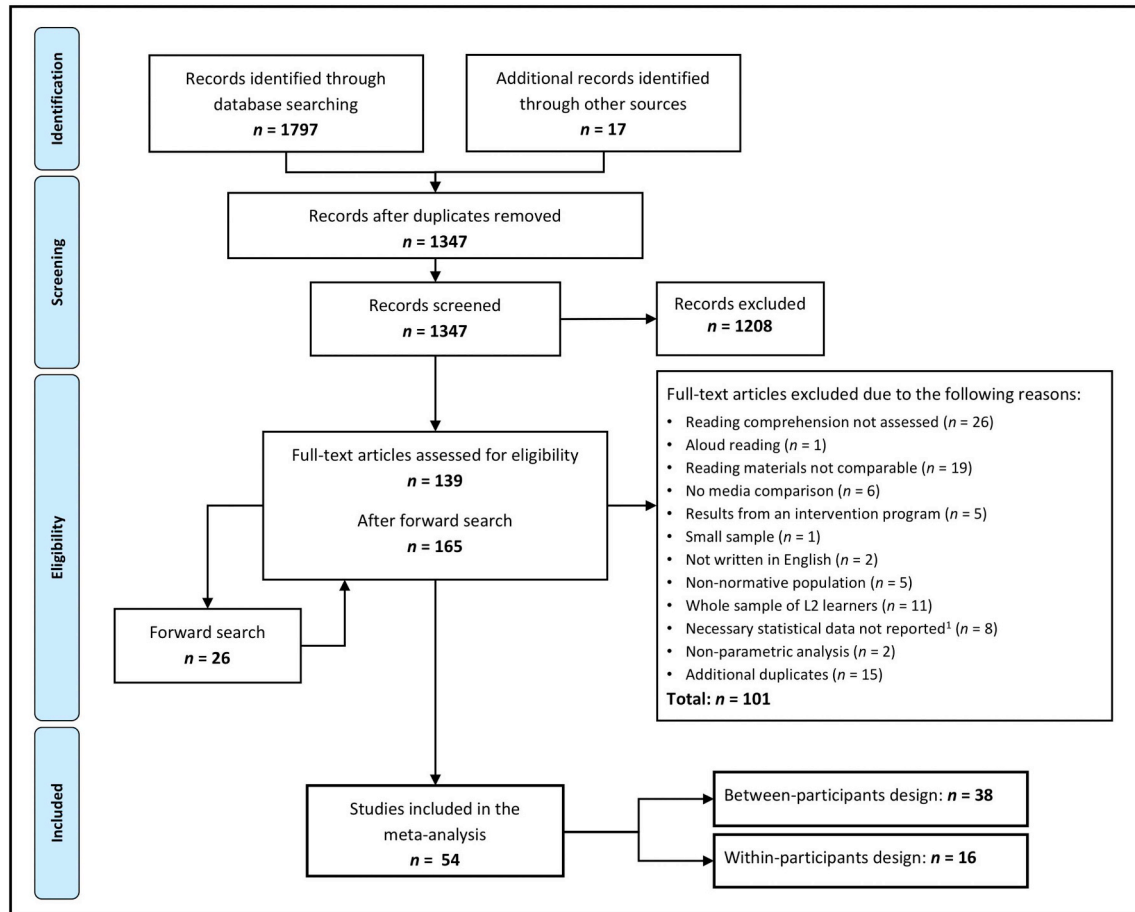 Identification
Records identified through
database searching
n = 1797
Additional records identified
through other sources
n = 17
Screening
Records after duplicates removed
n = 1347
Records screened
n = 1347
Records excluded
n = 1208
Eligibility
Full-text articles assessed for eligibility
n = 139
After forward search
n = 165
Forward search
n = 26
Full-text articles excluded due to the following reasons:
• Reading comprehension not assessed (n = 26)
• Aloud reading (n = 1)
• Reading materials not comparable (n = 19)
• No media comparison (n = 6)
• Results from an intervention program (n = 5)
• Small sample (n = 1)
• Not written in English (n = 2)
• Non-normative population (n = 5)
• Whole sample of L2 learners (n = 11)
• Necessary statistical data not reported¹ (n = 8)
• Non-parametric analysis (n = 2)
• Additional duplicates (n = 15)
Total: n = 101
Included
Studies included in the
meta-analysis
n = 54
Between-participants design: n = 38
Within-participants design: n = 16